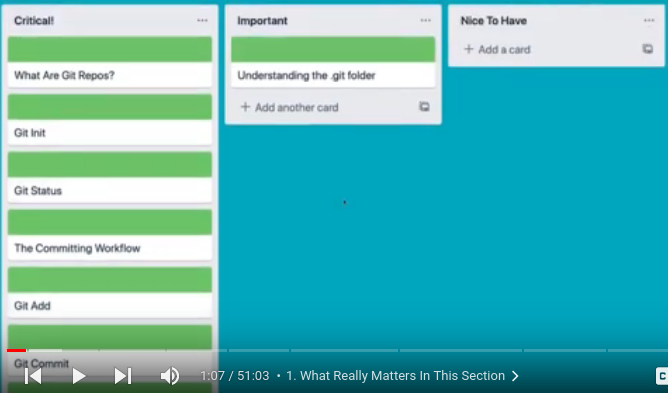 Critical!
What Are Git Repos?
Git Init
Git Status
The Committing Workflow
Git Add
Git Commit
Important
Understanding the .git folder
+ Add another card
Nice To Have
+ Add a card
1:07 / 51:03 • 1. What Really Matters In This Section >
C